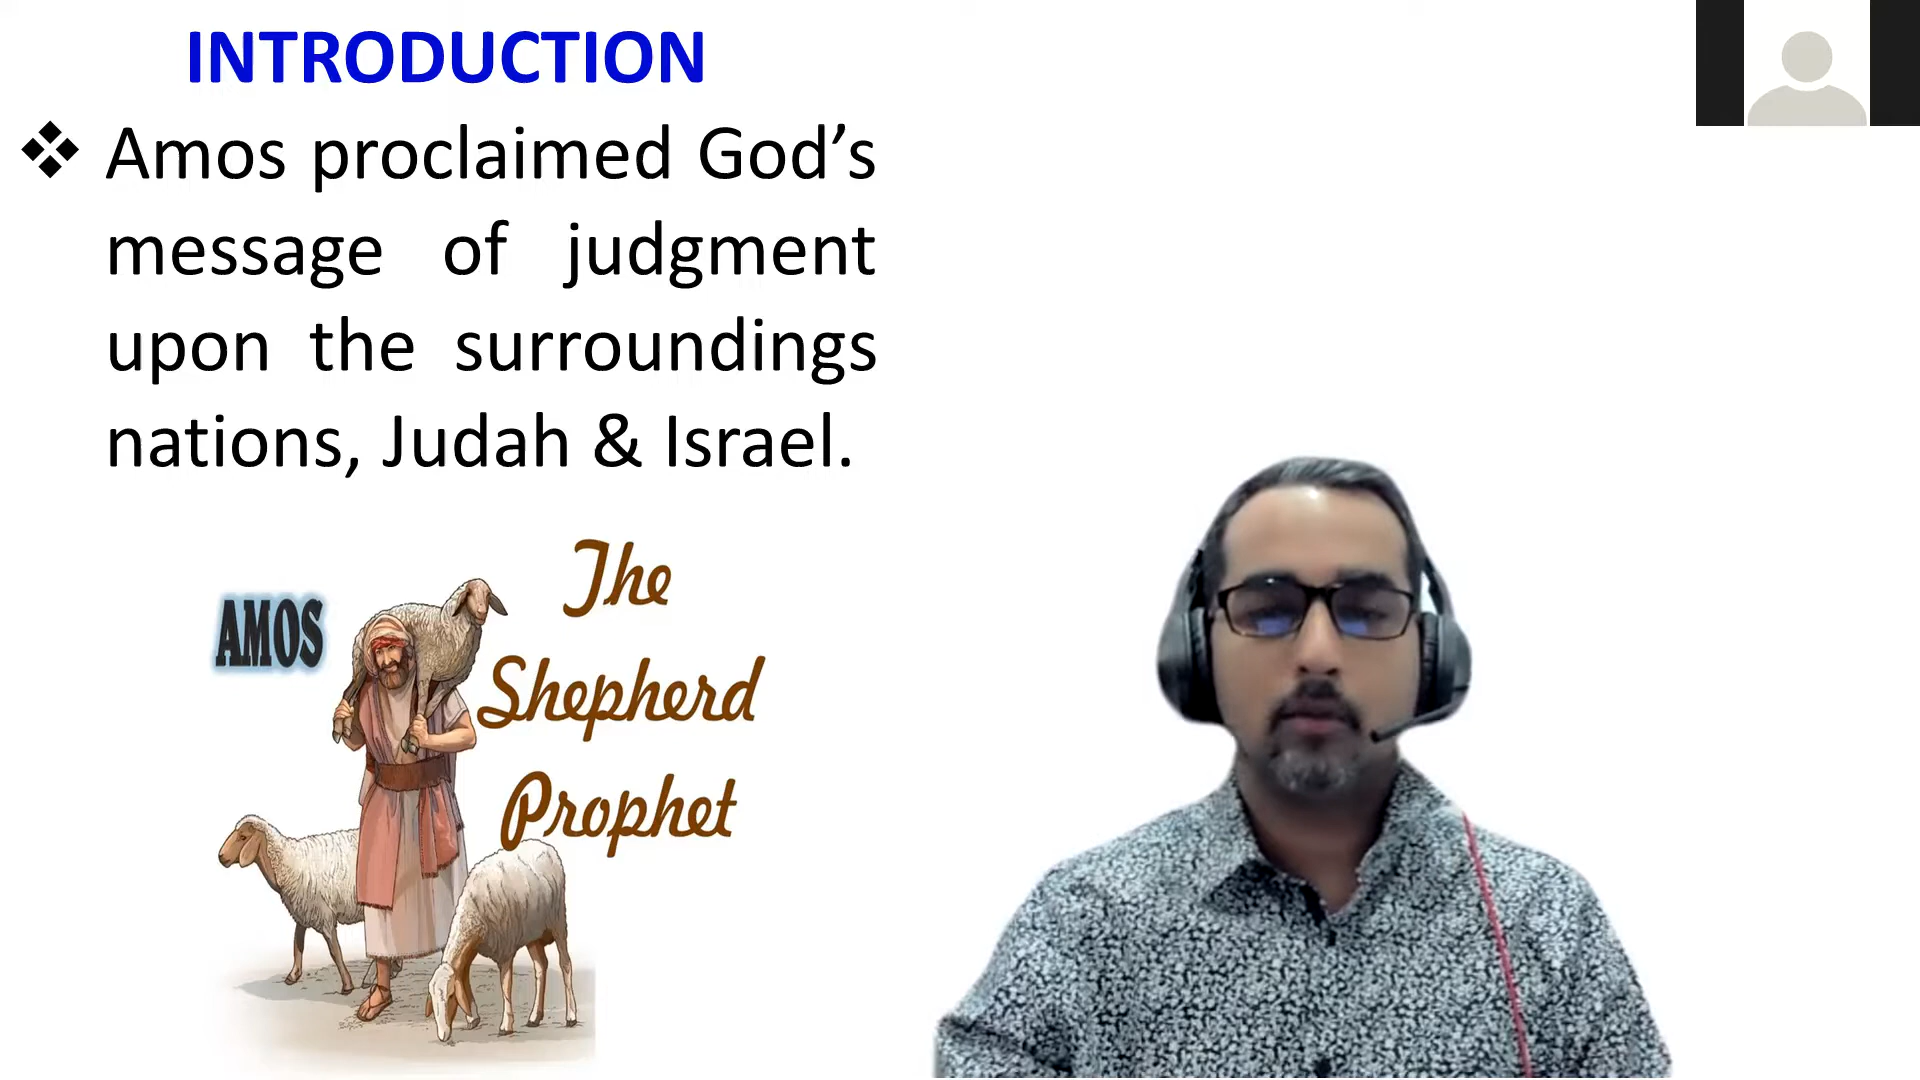 INTRODUCTION
❖ Amos proclaimed God’s
message of judgment
upon the surroundings
nations, Judah & Israel.
AMOS
The
Shepherd
Prophet